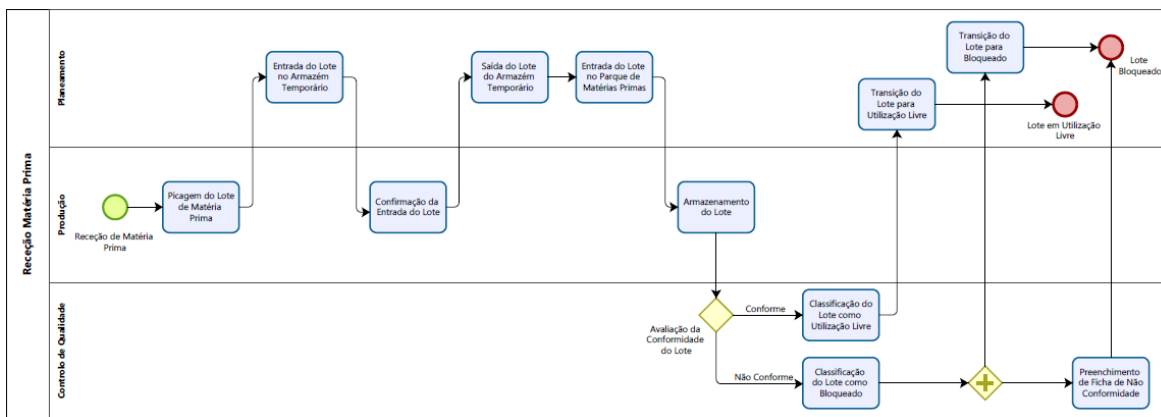 Receção Matéria Prima
Planeamento
Entrada do Lote
no Armazém
Temporário
Saída do Lote
do Armazém
Temporário
Entrada do Lote
no Parque de
Matérias Primas
Transição do
Lote para
Utilização Livre
Transição do
Lote para
Bloqueado
Lote
Bloqueado
Lote em Utilização
Livre
Produção
Receção de Matéria
Prima
Picagem do Lote
de Matéria
Prima
Confirmação da
Entrada do Lote
Armazenamento
do Lote
Controlo de Qualidade
Avaliação da
Conformidade
do Lote
Conforme
Classificação do
Lote como
Utilização Livre
Não Conforme
Classificação
do Lote como
Bloqueado
Preenchimento
de Ficha de Não
Conformidade